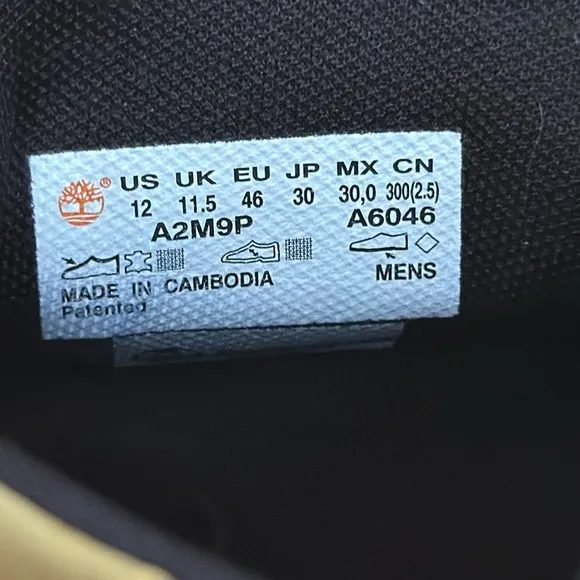 ® US UK EU JP MX CN
12 11.5 46 30 30,0 300(2.5)
A2M9P A6046
MENS
MADE IN CAMBODIA
Patented